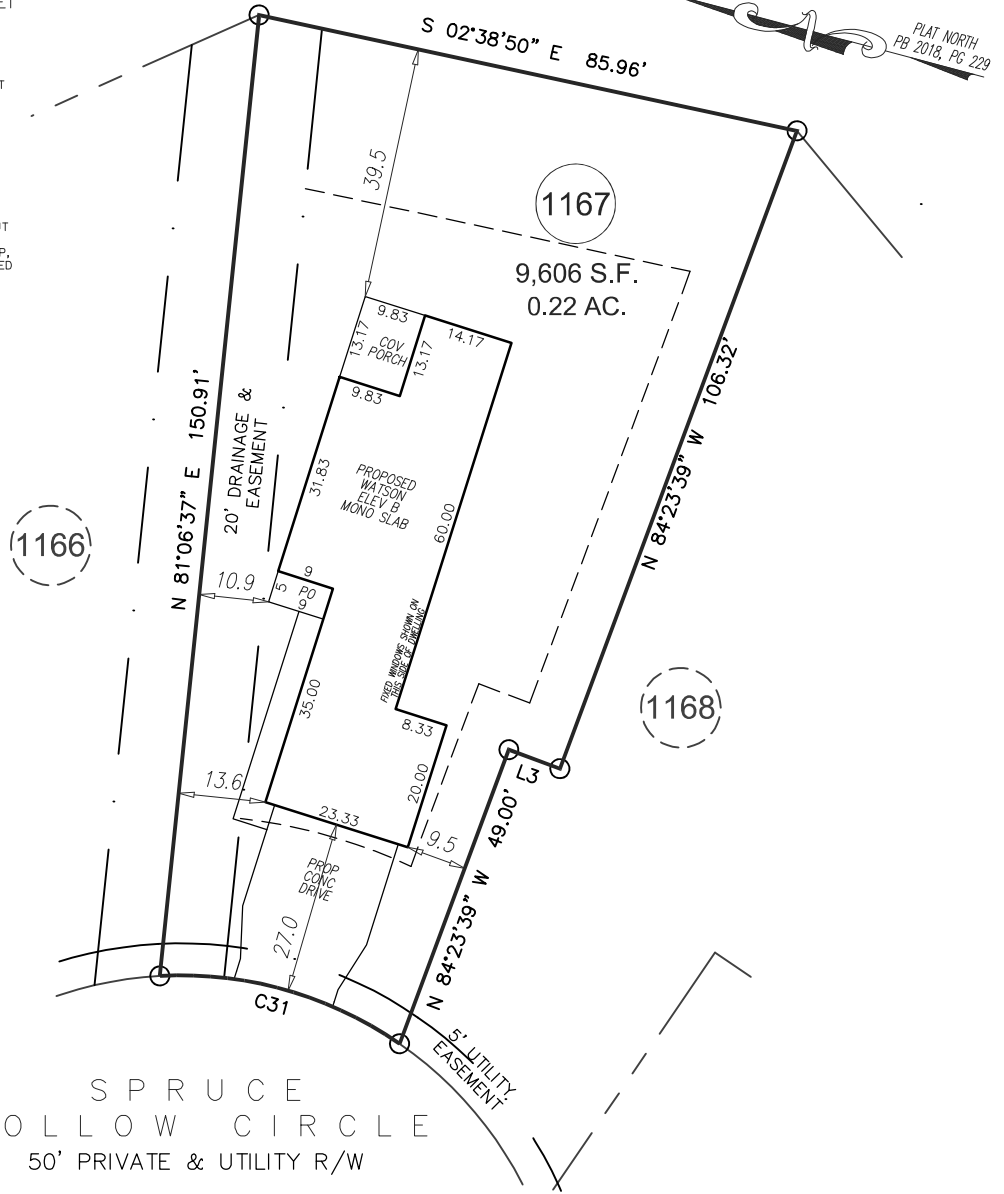 S 02°38'50" E 85.96'
PLAT NORTH
PB 2018, PG 229
39.5
1167
9,606 S.F.
0.22 AC.
9.83
13.17
COV
PORCH
13.17
14.17
9.83
N 81°06'37" E 150.91'
20' DRAINAGE &
EASEMENT
N 84°23'39" W 106.32'
31.83
PROPOSED
WATSON
ELEV B
MONO SLAB
60.00
1166
10.9
9
5
PO
9
FIXED WINDOWS SHOWN ON
THIS SIDE OF DWELLING
35.00
8.33
1168
L3
13.6
20.00
23.33
9.5
N 84°23'39" W 49.00'
PROP
CONC
DRIVE
27.0
C31
5' UTILITY
EASEMENT
SPRUCE
OLLOW CIRCLE
50' PRIVATE & UTILITY R/W